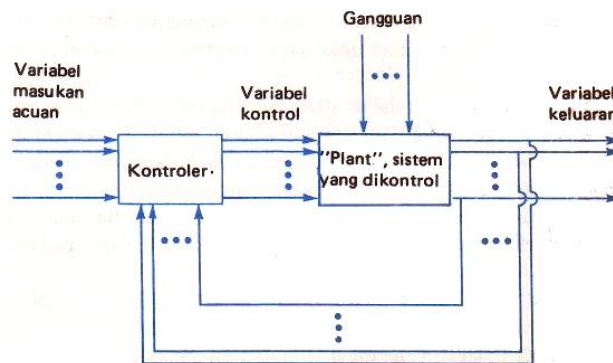 Gangguan
Variabel
masukan
acuan
Variabel
kontrol
Variabel
keluaran
Kontroler
"Plant", sistem
yang dikontrol